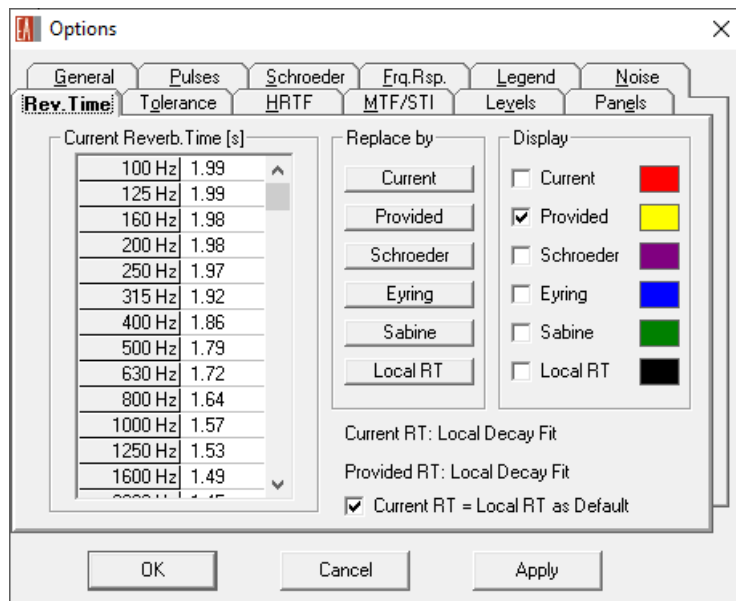 EA Options
General Pulses Schroeder Frq.Rsp. Legend Noise
Rev.Time Tolerance HRTF MTF/STI Levels Panels
Current Reverb.Time [s]
100 Hz 1.99
125 Hz 1.99
160 Hz 1.98
200 Hz 1.98
250 Hz 1.97
315 Hz 1.92
400 Hz 1.86
500 Hz 1.79
630 Hz 1.72
800 Hz 1.64
1000 Hz 1.57
1250 Hz 1.53
1600 Hz 1.49
Replace by
Current
Provided
Schroeder
Eyring
Sabine
Local RT
Display
Current
Provided
Schroeder
Eyring
Sabine
Local RT
Current RT: Local Decay Fit
Provided RT: Local Decay Fit
Current RT = Local RT as Default
OK Cancel Apply